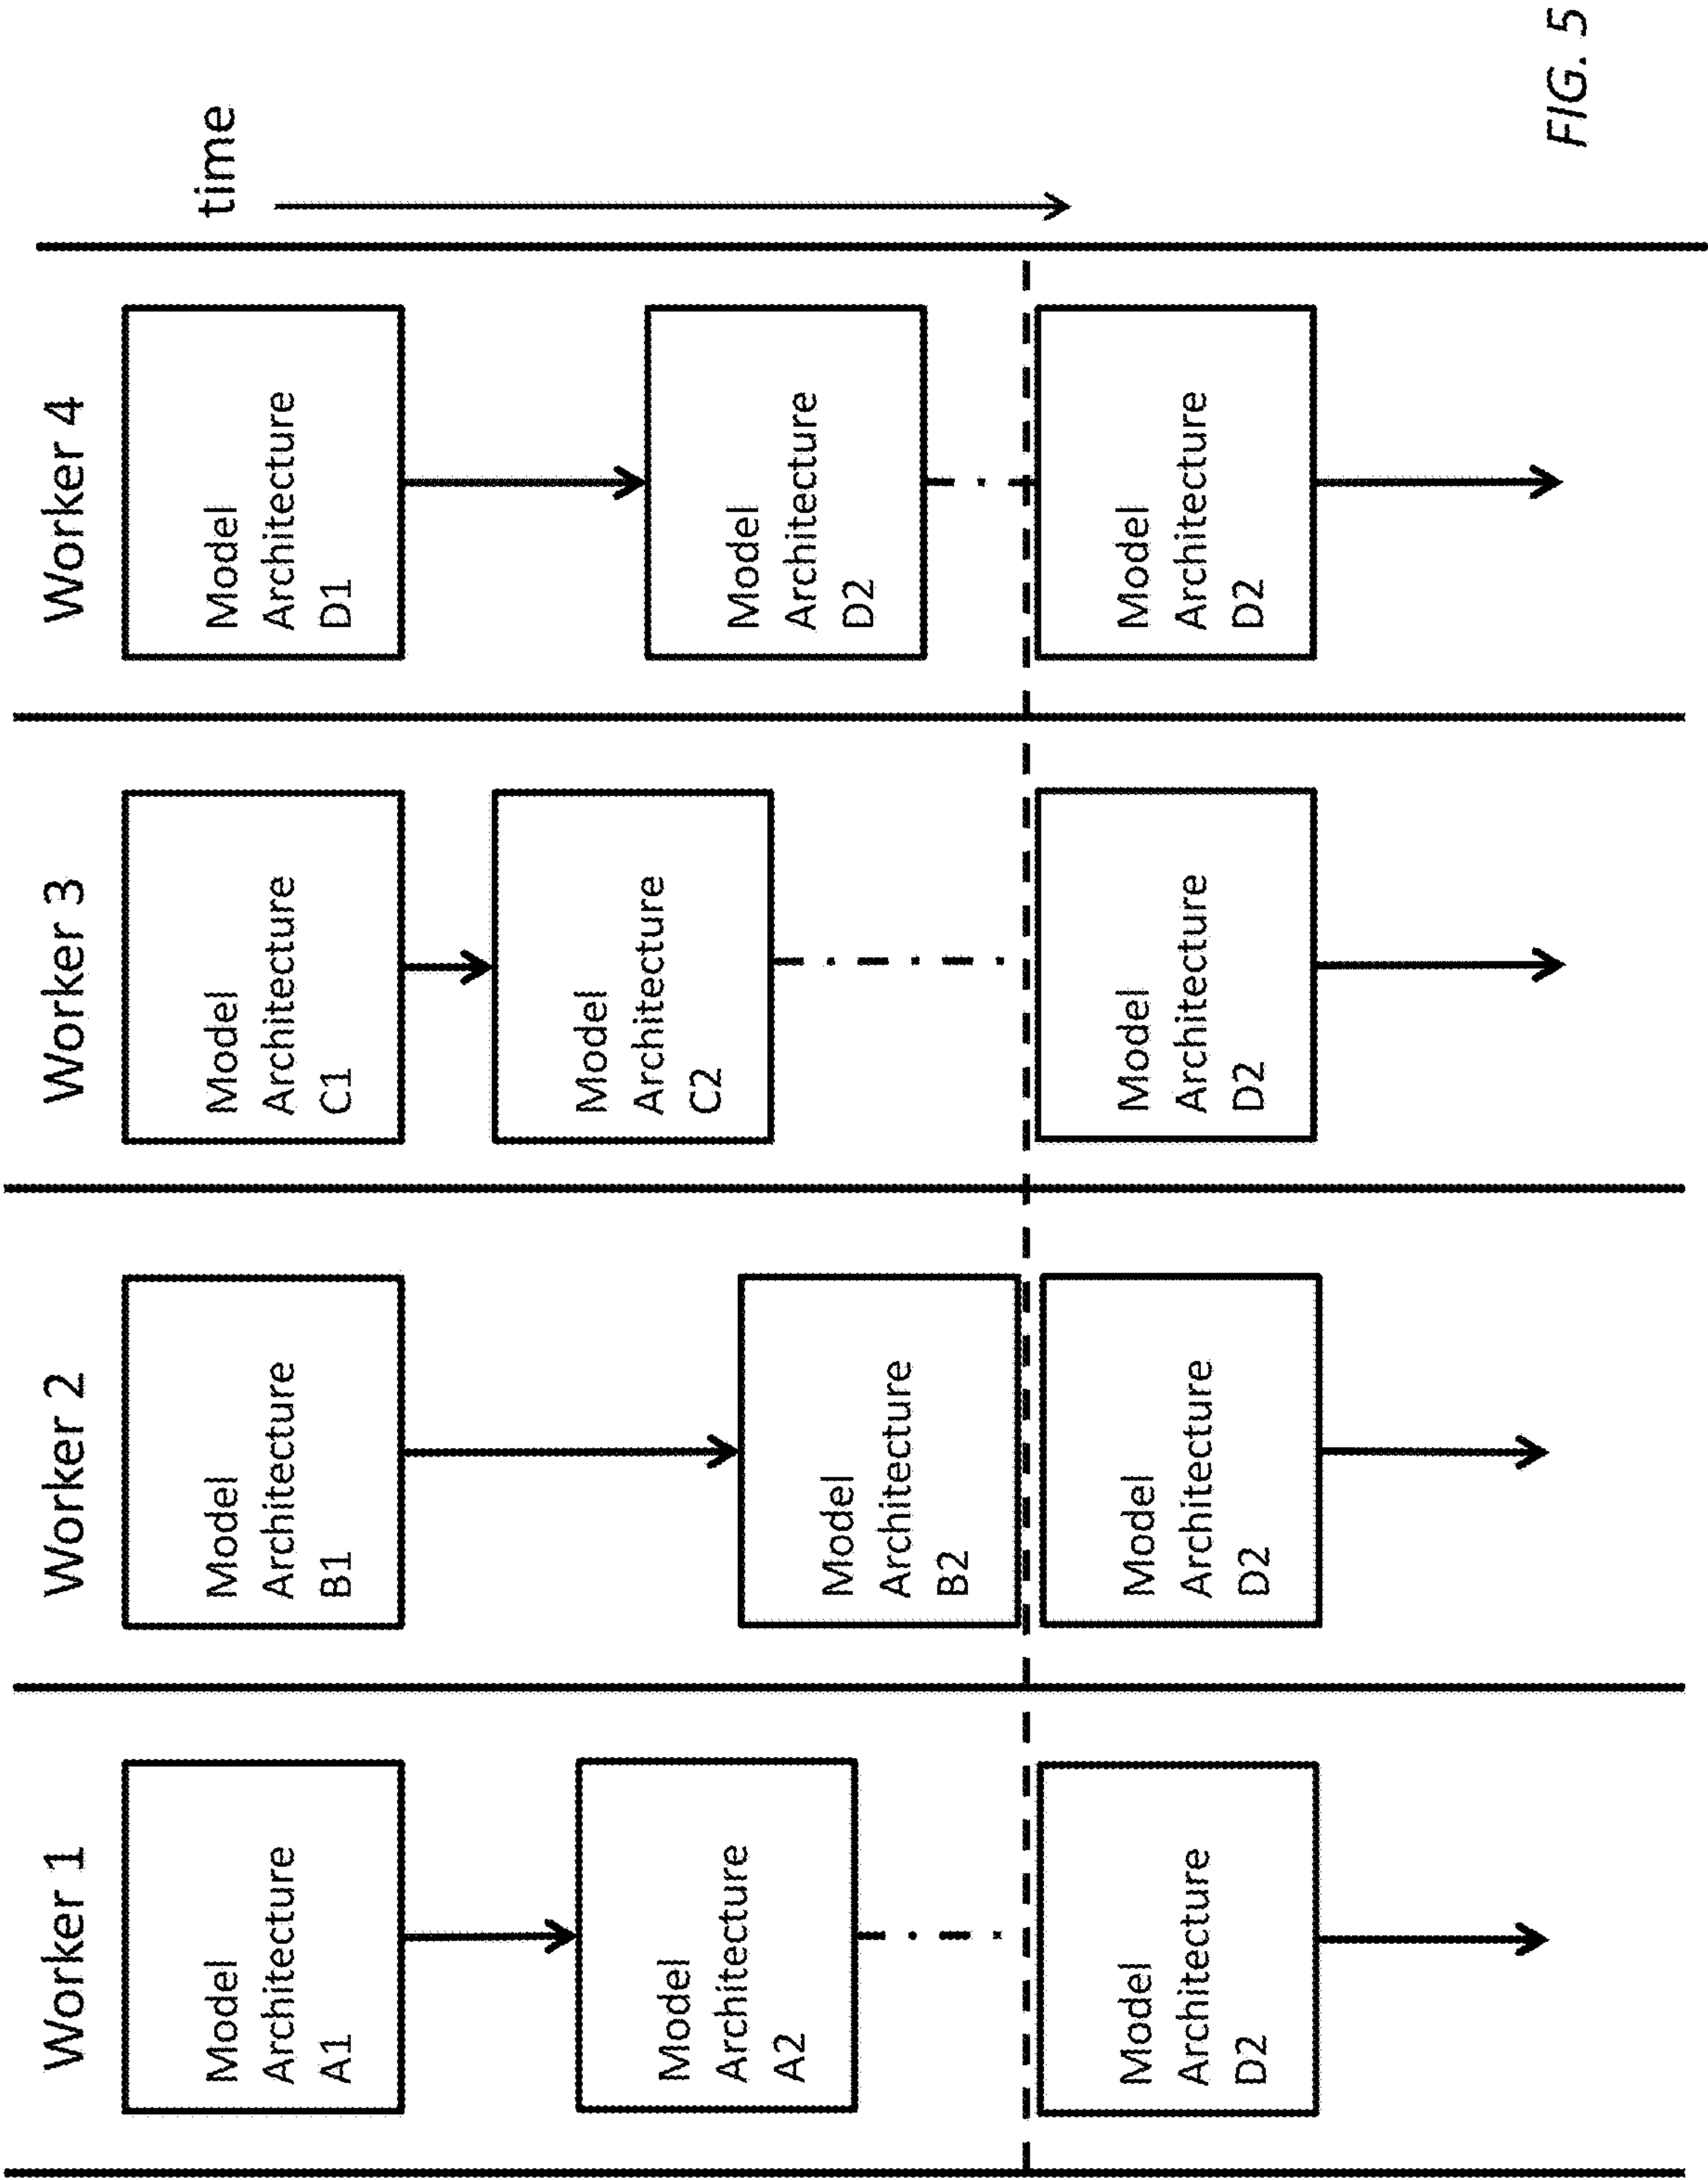 Worker 1
Model
Architecture
A1
Model
Architecture
A2
Model
Architecture
D2
Worker 2
Model
Architecture
B1
Model
Architecture
B2
Model
Architecture
D2
Worker 3
Model
Architecture
C1
Model
Architecture
C2
Model
Architecture
D2
Worker 4
Model
Architecture
D1
Model
Architecture
D2
Model
Architecture
D2
time
FIG. 5